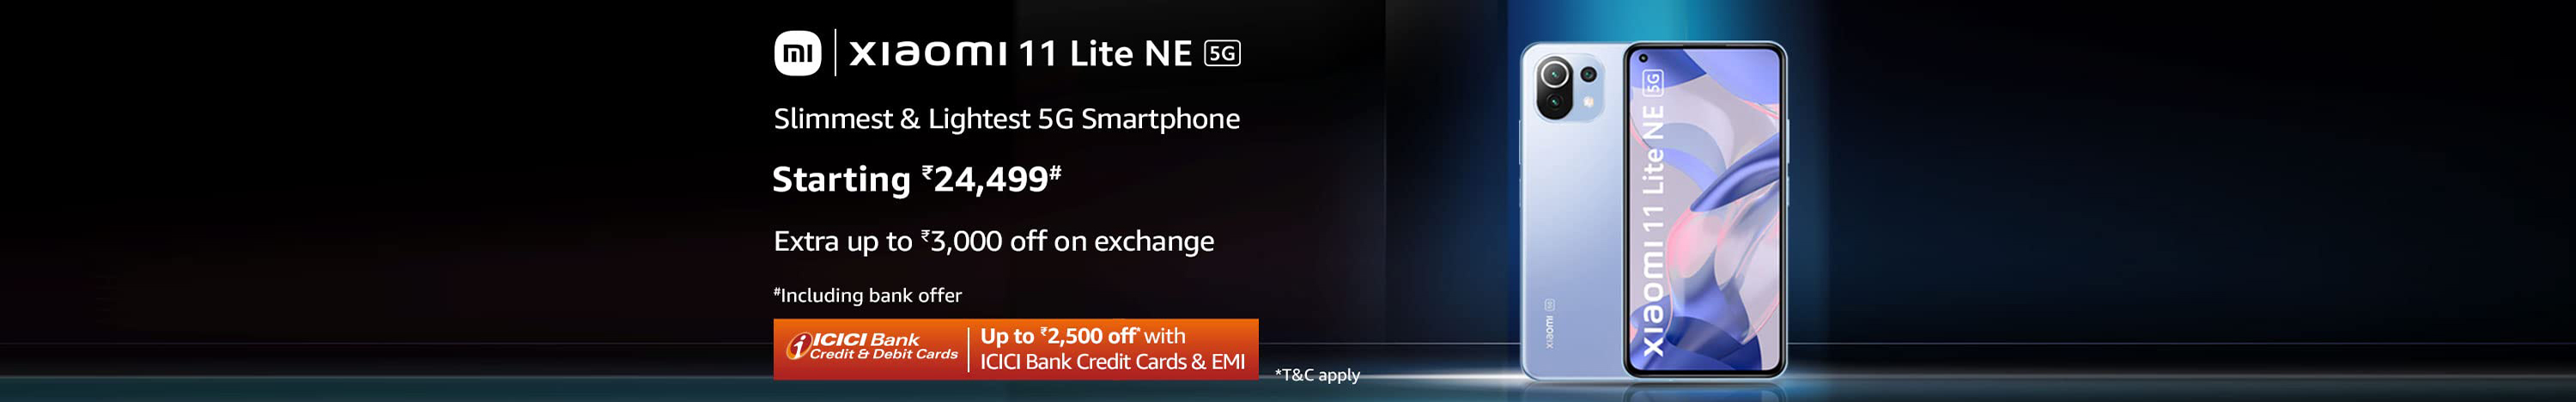 mi xiaomi 11 Lite NE 5G
Slimmest & Lightest 5G Smartphone
Starting ₹24,499#
Extra up to ₹3,000 off on exchange
#Including bank offer
ICICI Bank
Credit & Debit Cards
Up to ₹2,500 off* with
ICICI Bank Credit Cards & EMI
*T&C apply
xiaomi 5G
xiaomi 11 Lite NE 5G